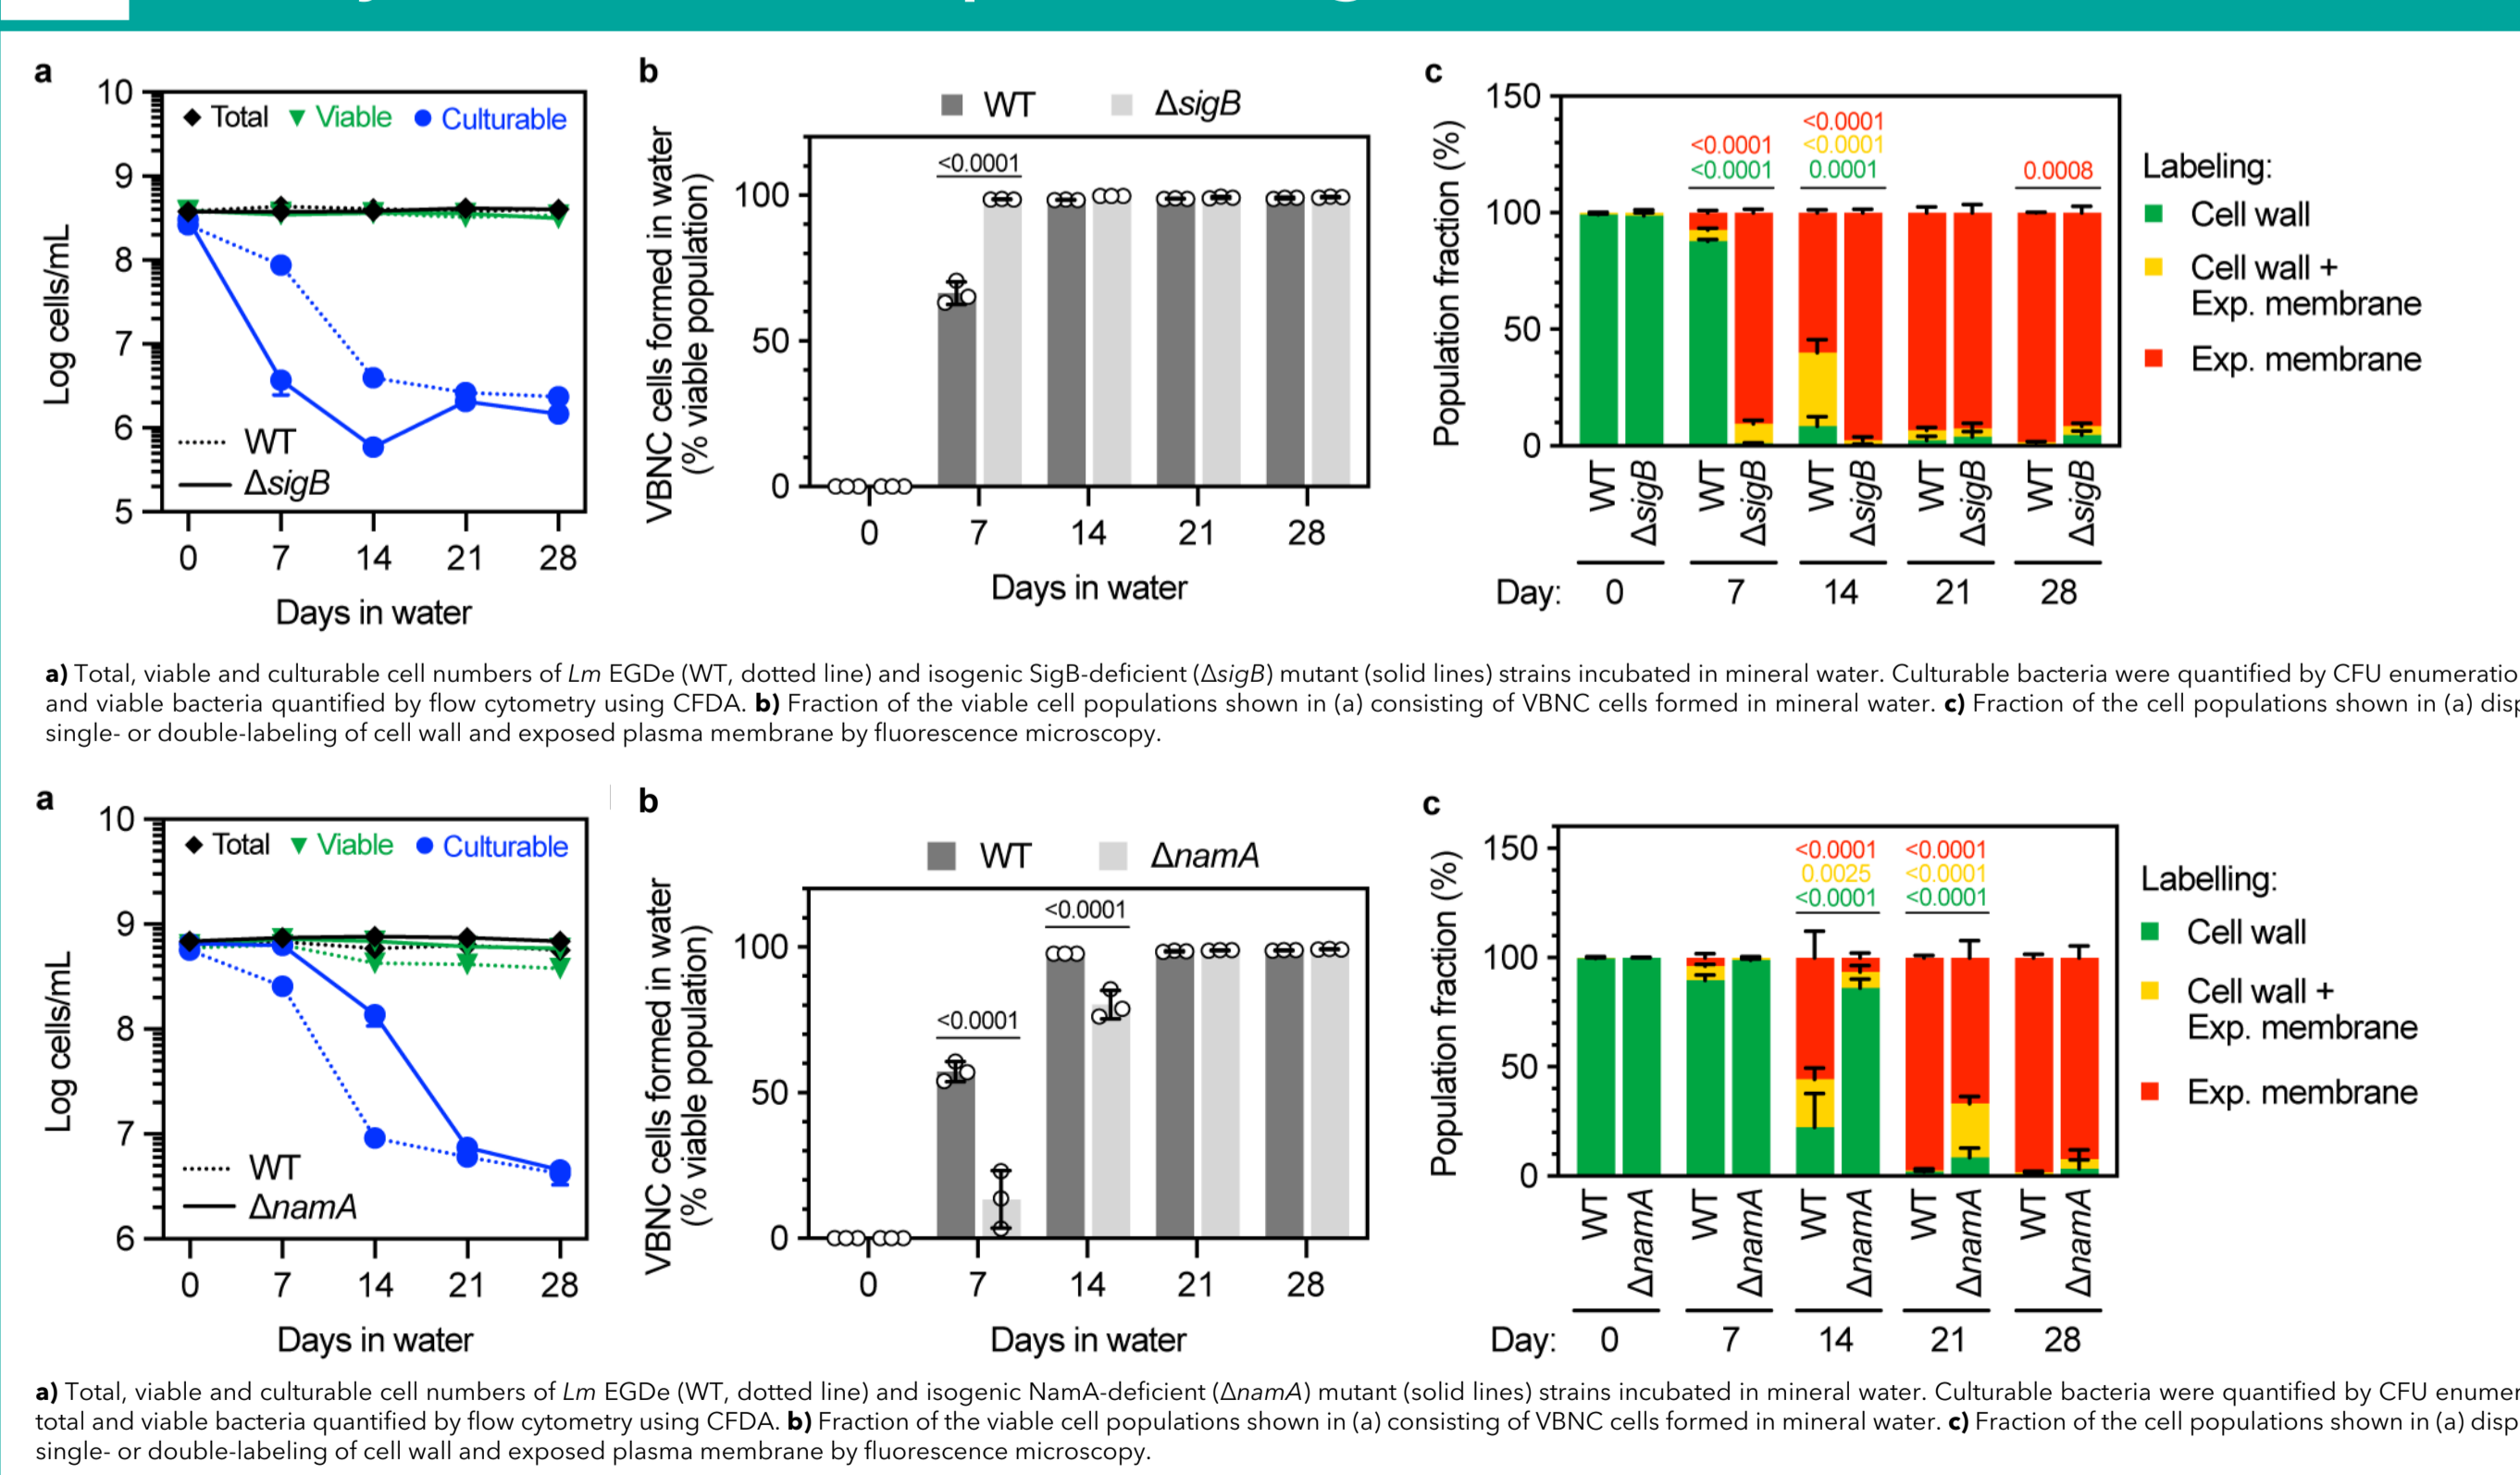 a
10
9
8
7
6
5
Log cells/mL
Total Viable Culturable
WT
ΔsigB
0 7 14 21 28
Days in water
b
WT ΔsigB
VBNC cells formed in water
(% viable population)
100
50
0
<0.0001
0 7 14 21 28
Days in water
c
Population fraction (%)
150
100
50
0
<0.0001
<0.0001
<0.0001
<0.0001
0.0001
0.0008
WT ΔsigB WT ΔsigB WT ΔsigB WT ΔsigB WT ΔsigB
Day: 0 7 14 21 28
Labeling:
Cell wall
Cell wall +
Exp. membrane
Exp. membrane
a) Total, viable and culturable cell numbers of Lm EGDe (WT, dotted line) and isogenic SigB-deficient (ΔsigB) mutant (solid lines) strains incubated in mineral water. Culturable bacteria were quantified by CFU enumeratio
and viable bacteria quantified by flow cytometry using CFDA. b) Fraction of the viable cell populations shown in (a) consisting of VBNC cells formed in mineral water. c) Fraction of the cell populations shown in (a) disp
single- or double-labeling of cell wall and exposed plasma membrane by fluorescence microscopy.
a
10
9
8
7
6
Log cells/mL
Total Viable Culturable
WT
ΔnamA
0 7 14 21 28
Days in water
b
WT ΔnamA
VBNC cells formed in water
(% viable population)
100
50
0
<0.0001
<0.0001
0 7 14 21 28
Days in water
c
Population fraction (%)
150
100
50
0
<0.0001 <0.0001
0.0025 <0.0001
<0.0001 <0.0001
WT ΔnamA WT ΔnamA WT ΔnamA WT ΔnamA WT ΔnamA
Day: 0 7 14 21 28
Labelling:
Cell wall
Cell wall +
Exp. membrane
Exp. membrane
a) Total, viable and culturable cell numbers of Lm EGDe (WT, dotted line) and isogenic NamA-deficient (ΔnamA) mutant (solid lines) strains incubated in mineral water. Culturable bacteria were quantified by CFU enumer
total and viable bacteria quantified by flow cytometry using CFDA. b) Fraction of the viable cell populations shown in (a) consisting of VBNC cells formed in mineral water. c) Fraction of the cell populations shown in (a) disp
single- or double-labeling of cell wall and exposed plasma membrane by fluorescence microscopy.